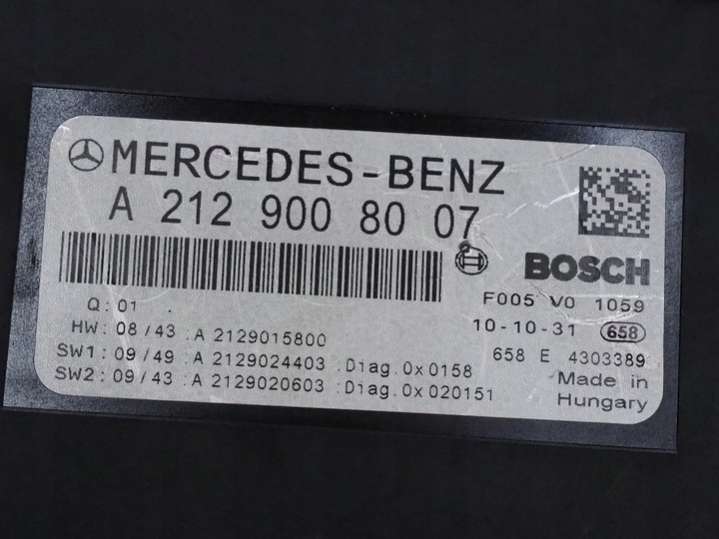 MERCEDES-BENZ
A 212 900 80 07
BOSCH
F005 V0 1059
Q: 01 .
10-10-31 658
HW: 08/43 :A 2129015800
658 E 4303389
SW1: 09/49 :A 2129024403 :Diag.0x0158
Made in
SW2: 09/43 :A 2129020603 :Diag.0x020151
Hungary